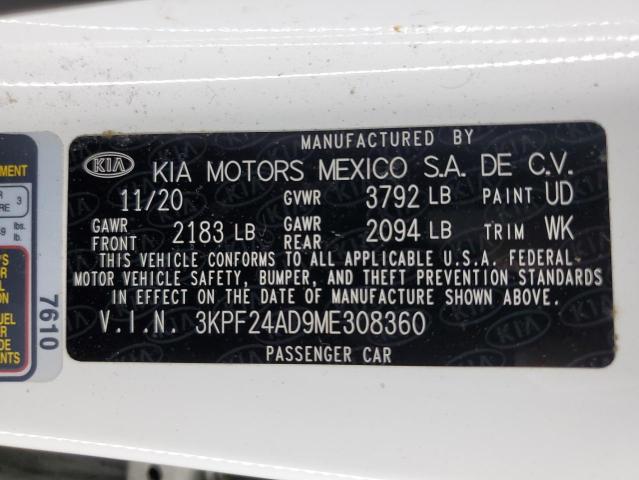 MANUFACTURED BY
KIA KIA MOTORS MEXICO S.A. DE C.V.
11/20 GVWR 3792 LB PAINT UD
GAWR FRONT 2183 LB GAWR REAR 2094 LB TRIM WK
THIS VEHICLE CONFORMS TO ALL APPLICABLE U.S.A. FEDERAL
MOTOR VEHICLE SAFETY, BUMPER, AND THEFT PREVENTION STANDARDS
IN EFFECT ON THE DATE OF MANUFACTURE SHOWN ABOVE.
V.I.N. 3KPF24AD9ME308360
PASSENGER CAR
7610